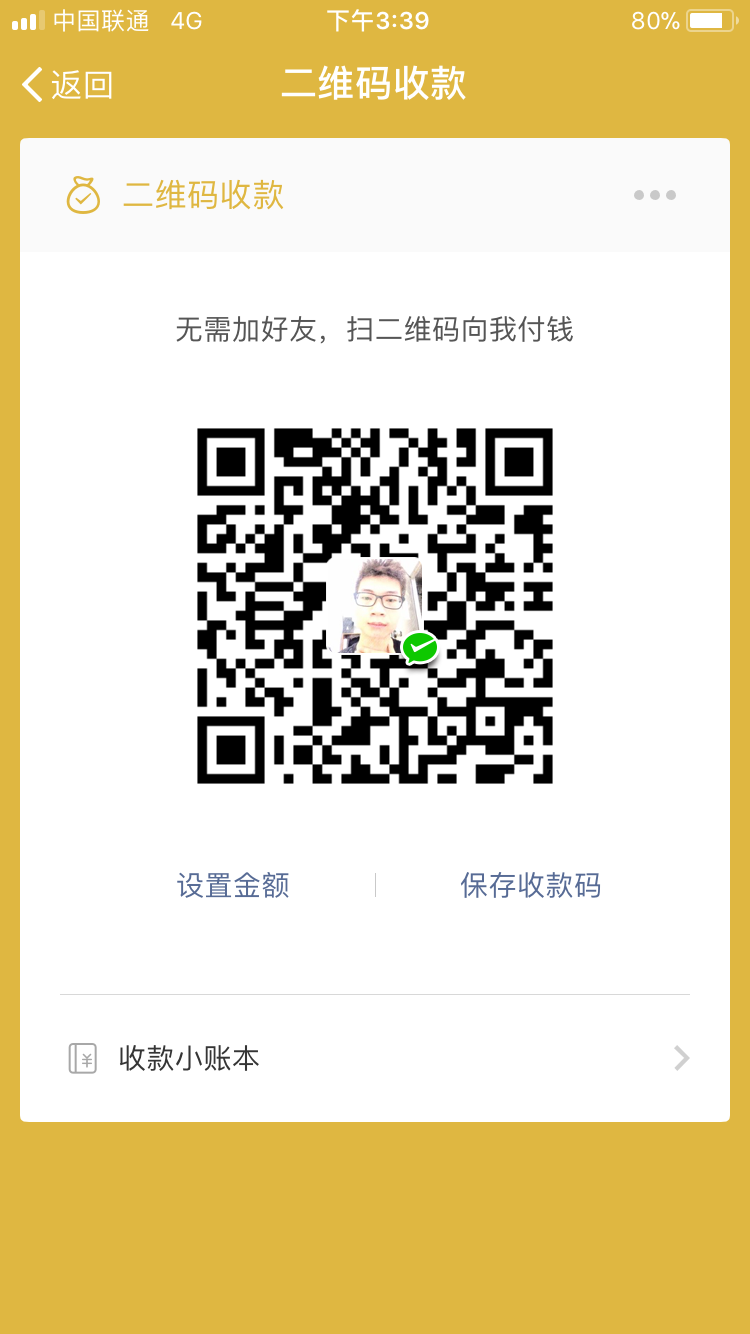 中国联通 4G 下午3:39 80%
返回 二维码收款
二维码收款
无需加好友，扫二维码向我付钱
设置金额 保存收款码
¥ 收款小账本